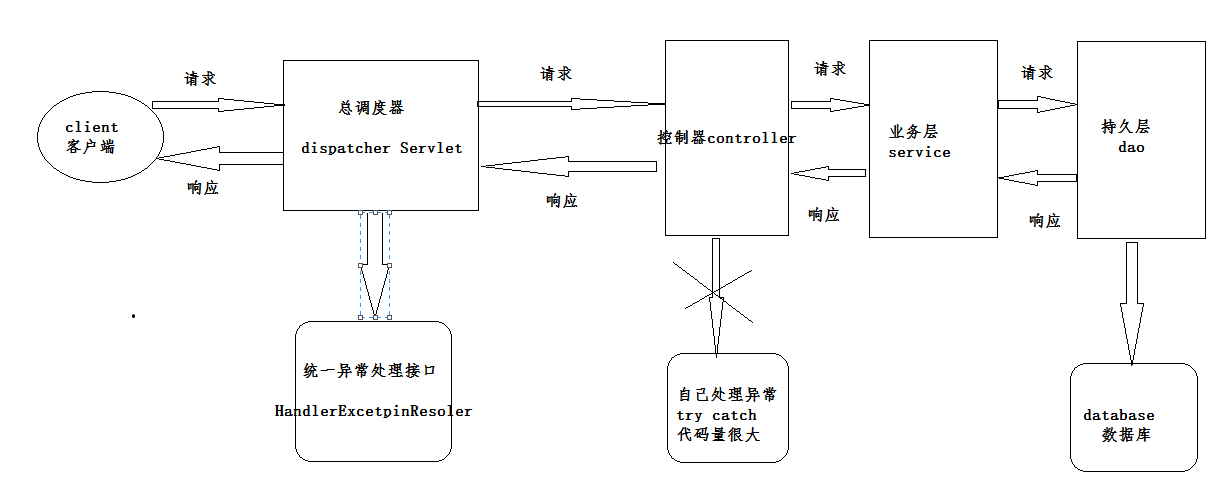 请求
请求
请求
请求
client
客户端
总调度器
dispatcher Servlet
控制器controller
业务层
service
持久层
dao
响应
响应
响应
响应
统一异常处理接口
HandlerExcetpinResoler
自己处理异常
try catch
代码量很大
database
数据库